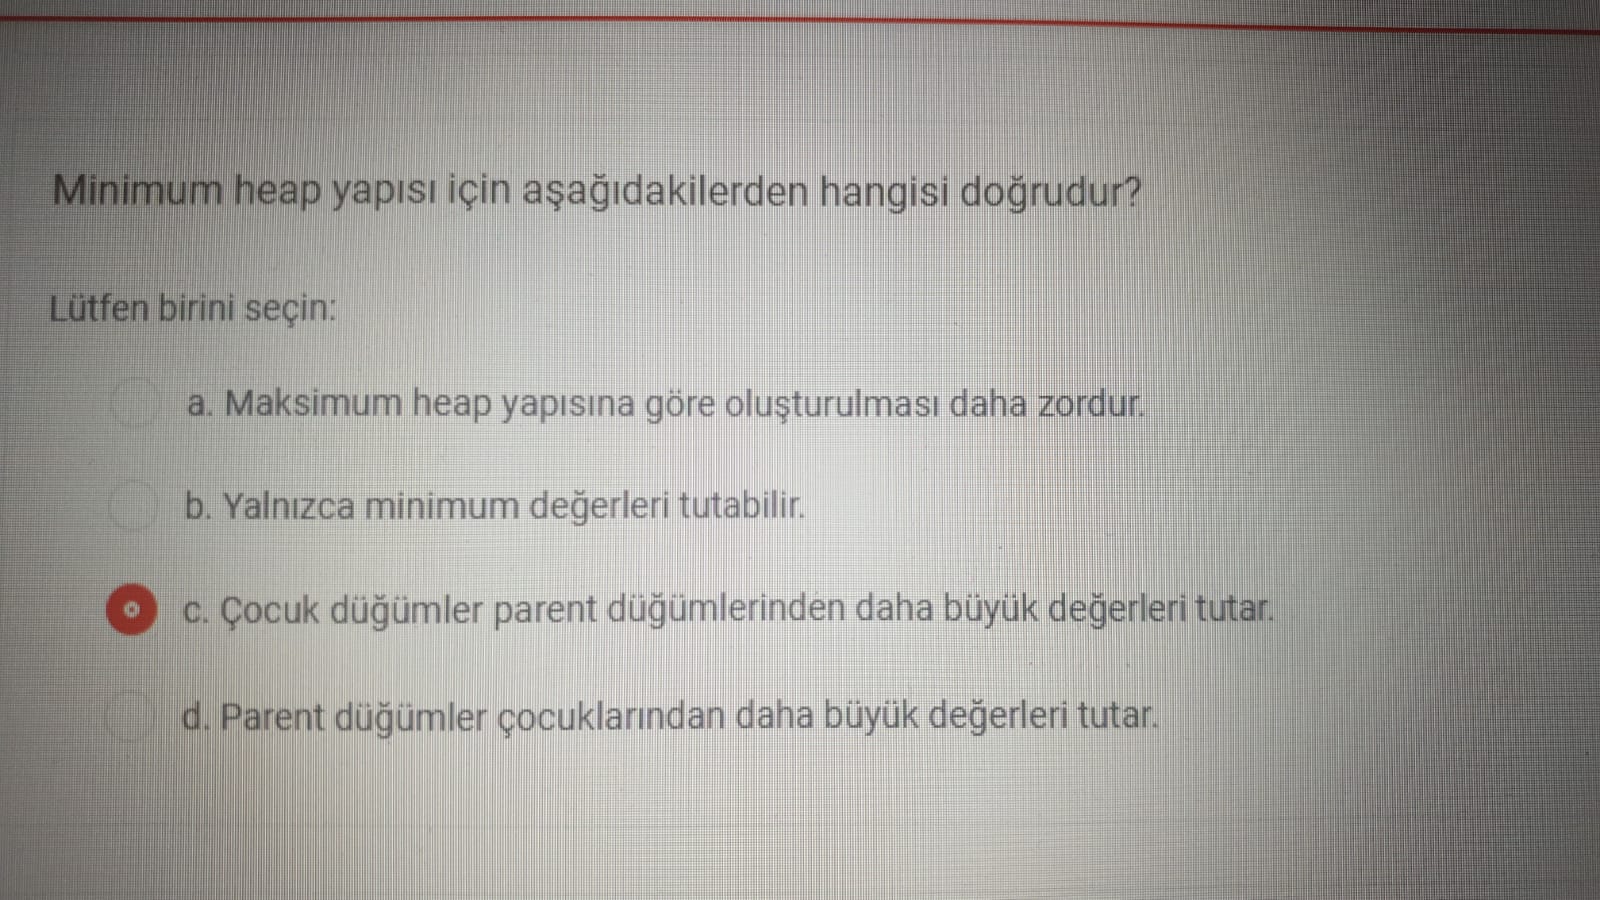 Minimum heap yapısı için aşağıdakilerden hangisi doğrudur?
Lütfen birini seçin:
a. Maksimum heap yapısına göre oluşturulması daha zordur.
b. Yalnızca minimum değerleri tutabilir.
c. Çocuk düğümler parent düğümlerinden daha büyük değerleri tutar.
d. Parent düğümler çocuklarından daha büyük değerleri tutar.